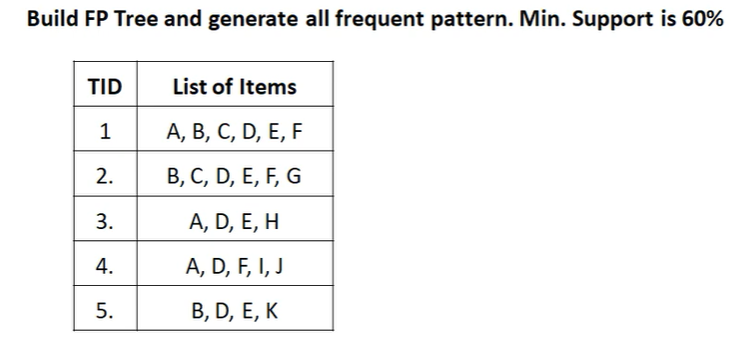 Build FP Tree and generate all frequent pattern. Min. Support is 60%
TID List of Items
1 A, B, C, D, E, F
2. B, C, D, E, F, G
3. A, D, E, H
4. A, D, F, I, J
5. B, D, E, K